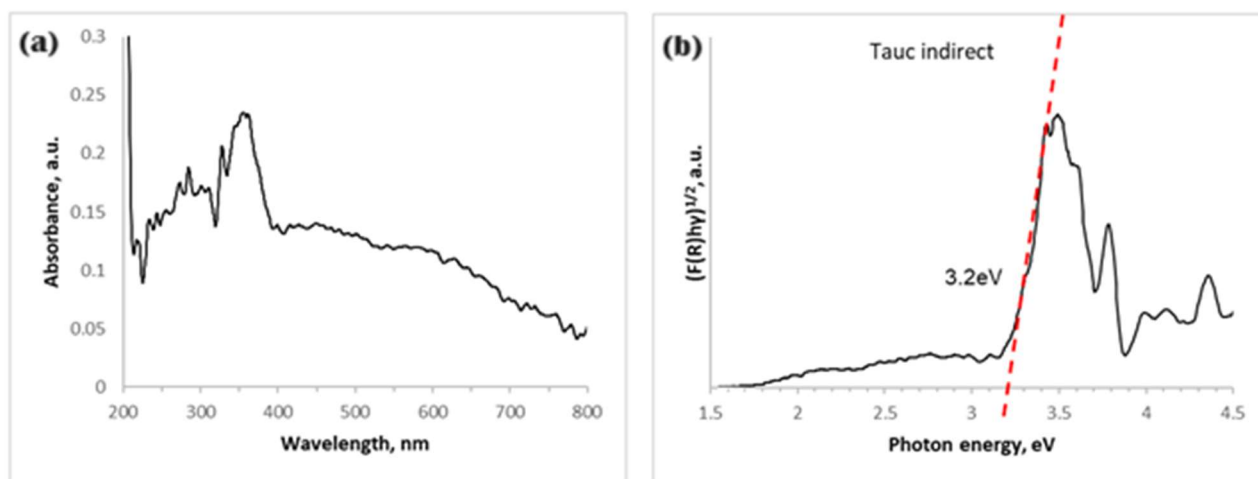 (a)
0.3
0.25
0.2
0.15
0.1
0.05
0
Absorbance, a.u.
200 300 400 500 600 700 800
Wavelength, nm
(b)
Tauc indirect
(F(R)hγ)¹/², a.u.
3.2eV
1.5 2 2.5 3 3.5 4 4.5
Photon energy, eV